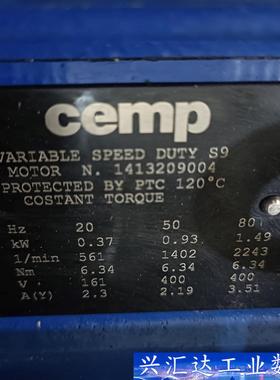 cemp
VARIABLE SPEED DUTY S9
MOTOR N. 1413209004
PROTECTED BY PTC 120°C
COSTANT TORQUE
Hz 20 50 80
kW 0.37 0.93 1.49
1/min 561 1402 2243
Nm 6.34 6.34 6.34
V 161 400 400
A(Y) 2.3 2.19 3.51
兴汇达工业数